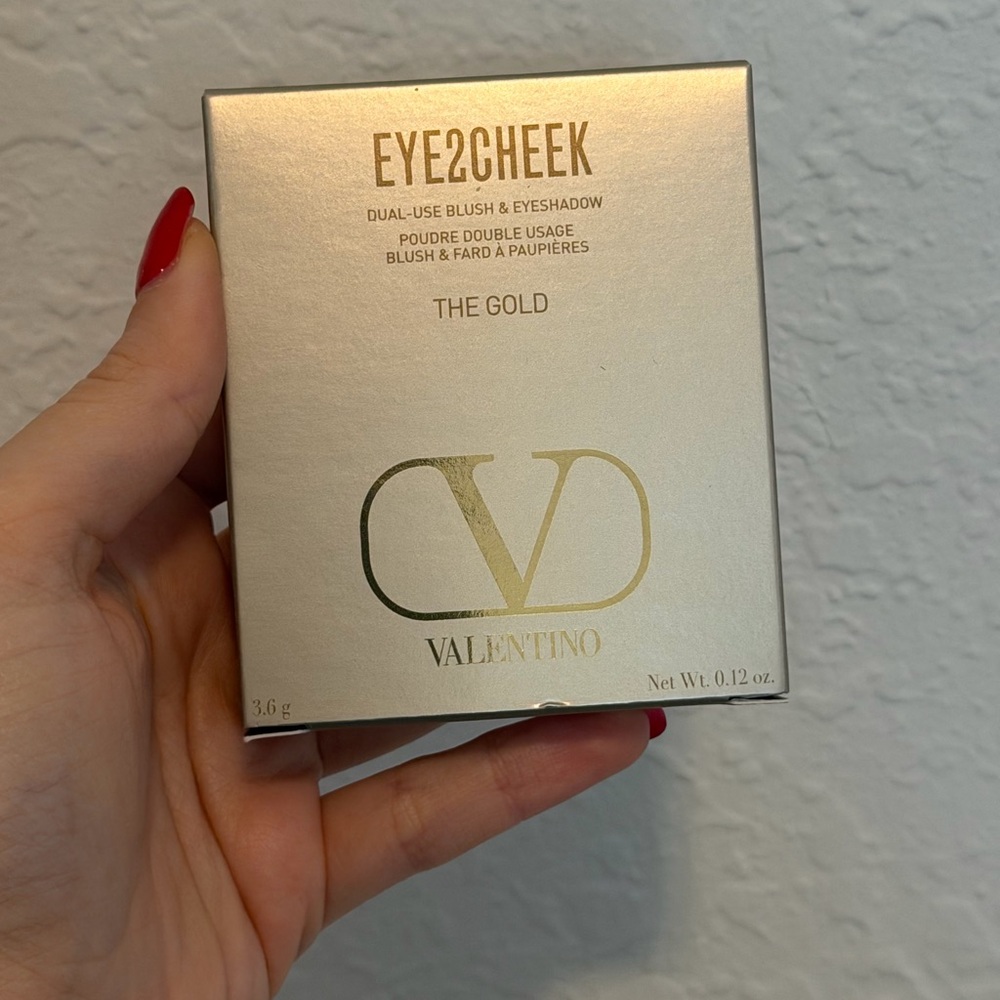 EYE2CHEEK
DUAL-USE BLUSH & EYESHADOW
POUDRE DOUBLE USAGE
BLUSH & FARD À PAUPIÈRES
THE GOLD
V
VALENTINO
3.6 g
Net Wt. 0.12 oz.